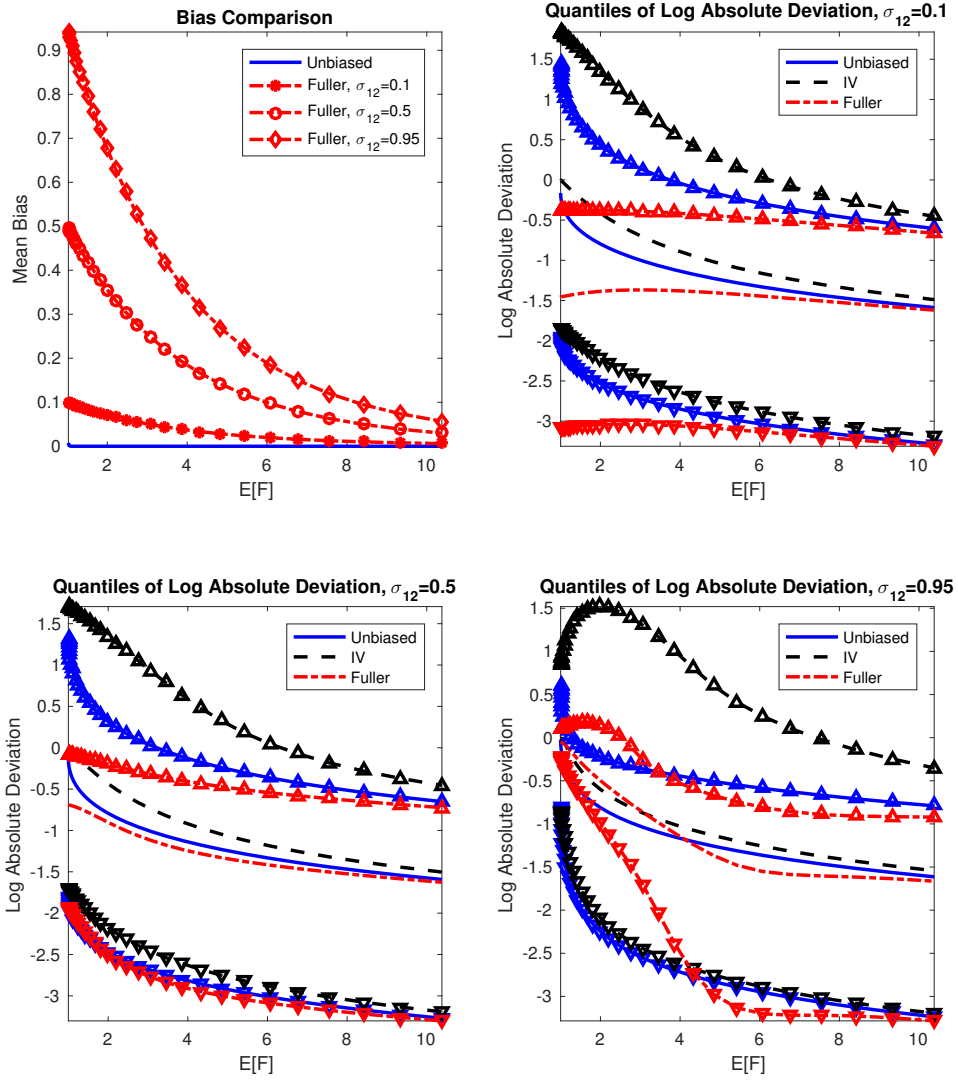 Bias Comparison
Mean Bias
0.9
0.8
0.7
0.6
0.5
0.4
0.3
0.2
0.1
0
2
4
6
8
10
E[F]
Unbiased
Fuller, σ12=0.1
Fuller, σ12=0.5
Fuller, σ12=0.95
Quantiles of Log Absolute Deviation, σ12=0.1
Log Absolute Deviation
1.5
1
0.5
0
-0.5
-1
-1.5
-2
-2.5
-3
2
4
6
8
10
E[F]
Unbiased
IV
Fuller
Quantiles of Log Absolute Deviation, σ12=0.5
Log Absolute Deviation
1.5
1
0.5
0
-0.5
-1
-1.5
-2
-2.5
-3
2
4
6
8
10
E[F]
Unbiased
IV
Fuller
Quantiles of Log Absolute Deviation, σ12=0.95
Log Absolute Deviation
1.5
1
0.5
0
-0.5
-1
-1.5
-2
-2.5
-3
2
4
6
8
10
E[F]
Unbiased
IV
Fuller